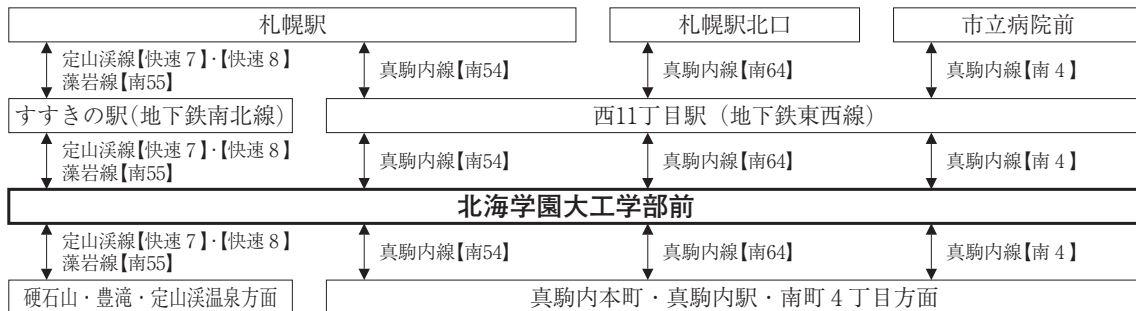 札幌駅
札幌駅北口
市立病院前
定山渓線【快速7】・【快速8】
藻岩線【南55】
真駒内線【南54】
真駒内線【南64】
真駒内線【南4】
すすきの駅(地下鉄南北線)
西11丁目駅（地下鉄東西線）
定山渓線【快速7】・【快速8】
藻岩線【南55】
真駒内線【南54】
真駒内線【南64】
真駒内線【南4】
北海学園大工学部前
定山渓線【快速7】・【快速8】
藻岩線【南55】
真駒内線【南54】
真駒内線【南64】
真駒内線【南4】
硬石山・豊滝・定山渓温泉方面
真駒内本町・真駒内駅・南町4丁目方面